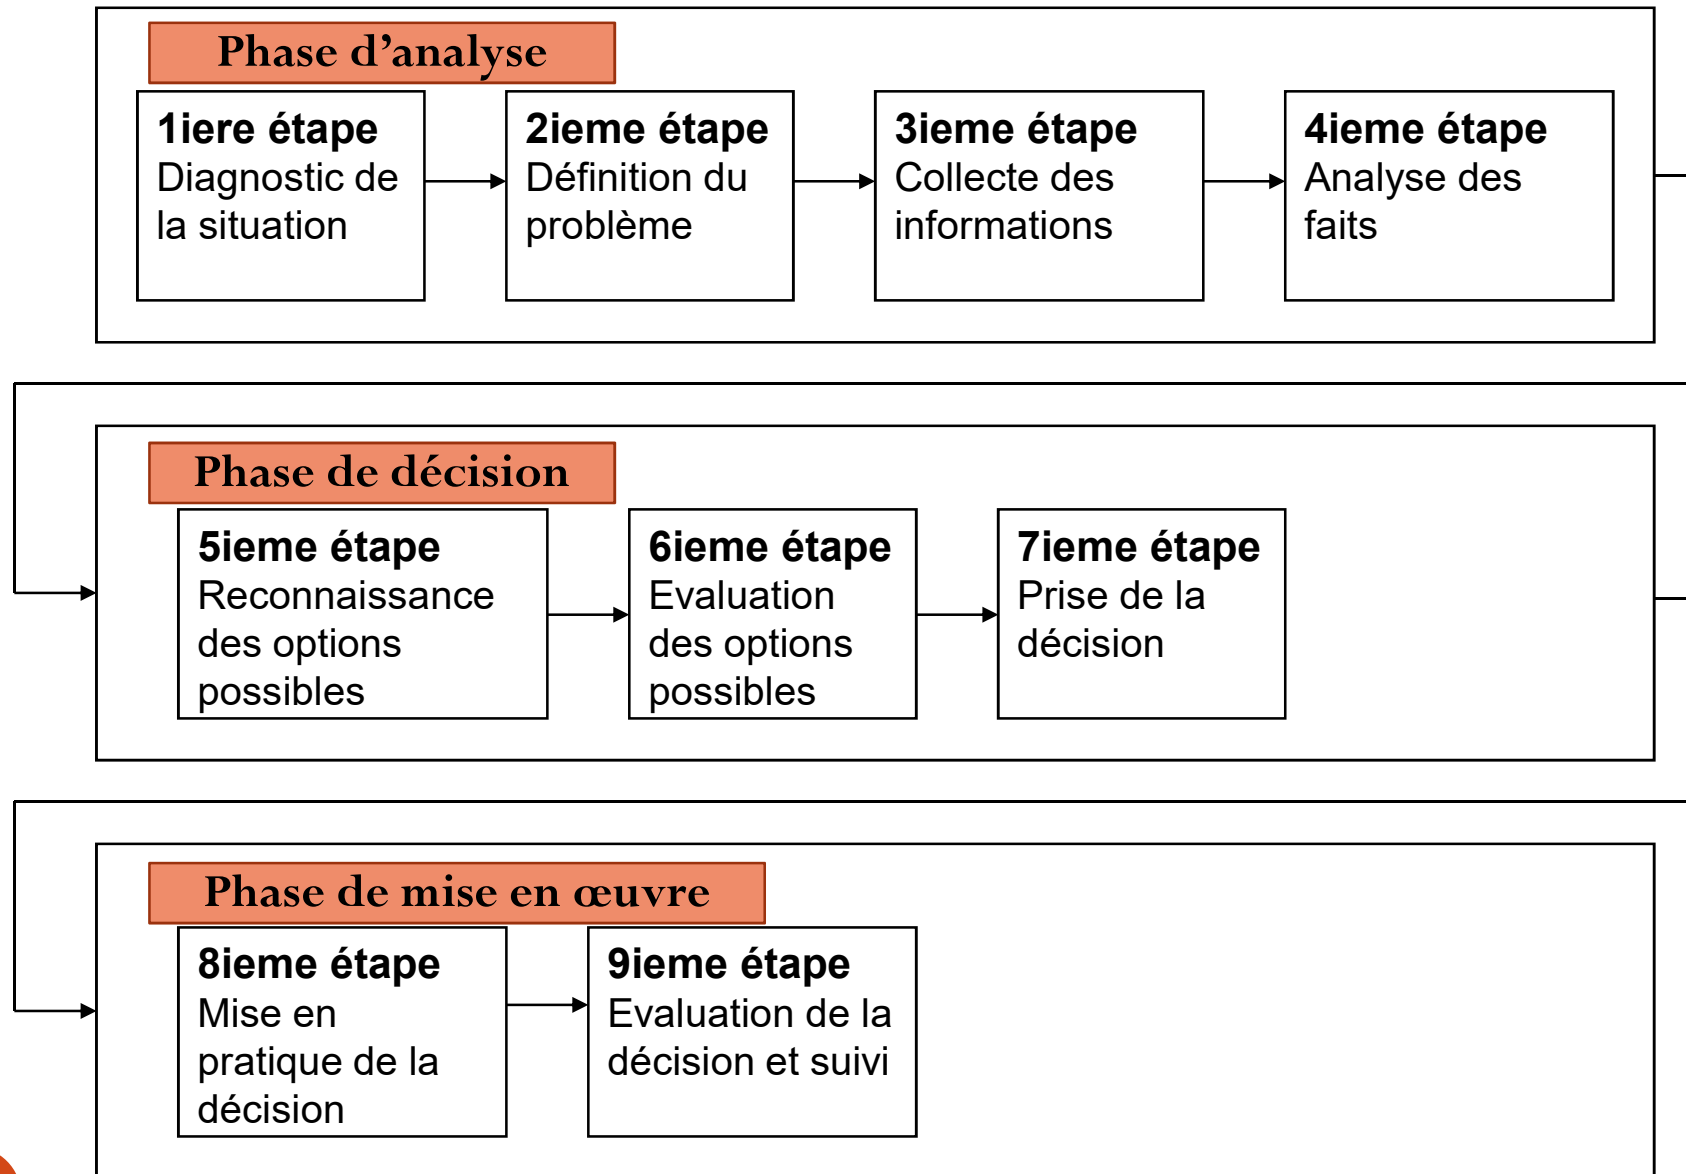 Phase d’analyse
1iere étape
Diagnostic de
la situation
2ieme étape
Définition du
problème
3ieme étape
Collecte des
informations
4ieme étape
Analyse des
faits
Phase de décision
5ieme étape
Reconnaissance
des options
possibles
6ieme étape
Evaluation
des options
possibles
7ieme étape
Prise de la
décision
Phase de mise en œuvre
8ieme étape
Mise en
pratique de la
décision
9ieme étape
Evaluation de la
décision et suivi